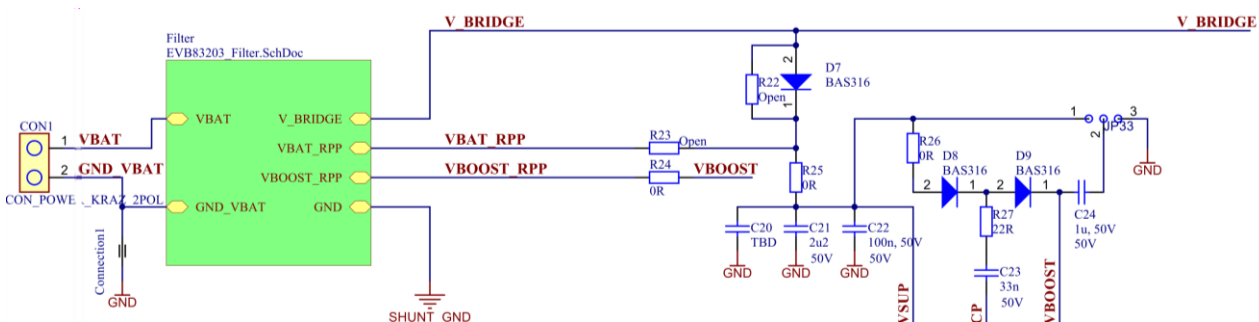 V_BRIDGE
V_BRIDGE
Filter
EVB83203_Filter.SchDoc
2
D7
BAS316
R22
Open
1
VBAT
V_BRIDGE
CON1
1
VBAT
VBAT_RPP
VBAT_RPP
R23
Open
1
3
JP33
2
R26
0R
GND
2
GND_VBAT
VBOOST_RPP
VBOOST_RPP
R24
0R
VBOOST
R25
0R
D8
BAS316
D9
BAS316
2
1
2
1
CON_POWE
._KRAZ_2POL
GND_VBAT
GND
R27
22R
C24
1u, 50V
50V
C20
TBD
C21
2u2
50V
C22
100n, 50V
50V
Connection1
GND
GND
GND
GND
C23
33n
50V
VSUP
CP
VBOOST
SHUNT_GND